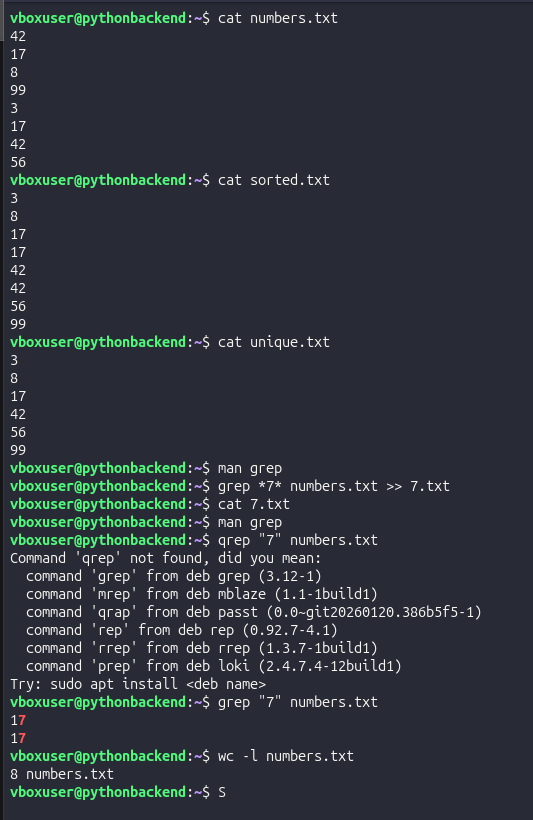 vboxuser@pythonbackend:~$ cat numbers.txt
42
17
8
99
3
17
42
56
vboxuser@pythonbackend:~$ cat sorted.txt
3
8
17
17
42
42
56
99
vboxuser@pythonbackend:~$ cat unique.txt
3
8
17
42
56
99
vboxuser@pythonbackend:~$ man grep
vboxuser@pythonbackend:~$ grep *7* numbers.txt >> 7.txt
vboxuser@pythonbackend:~$ cat 7.txt
vboxuser@pythonbackend:~$ man grep
vboxuser@pythonbackend:~$ qrep "7" numbers.txt
Command 'qrep' not found, did you mean:
  command 'grep' from deb grep (3.12-1)
  command 'mrep' from deb mblaze (1.1-1build1)
  command 'qrap' from deb passt (0.0~git20260120.386b5f5-1)
  command 'rep' from deb rep (0.92.7-4.1)
  command 'rrep' from deb rrep (1.3.7-1build1)
  command 'prep' from deb loki (2.4.7.4-12build1)
Try: sudo apt install <deb name>
vboxuser@pythonbackend:~$ grep "7" numbers.txt
17
17
vboxuser@pythonbackend:~$ wc -l numbers.txt
8 numbers.txt
vboxuser@pythonbackend:~$ S